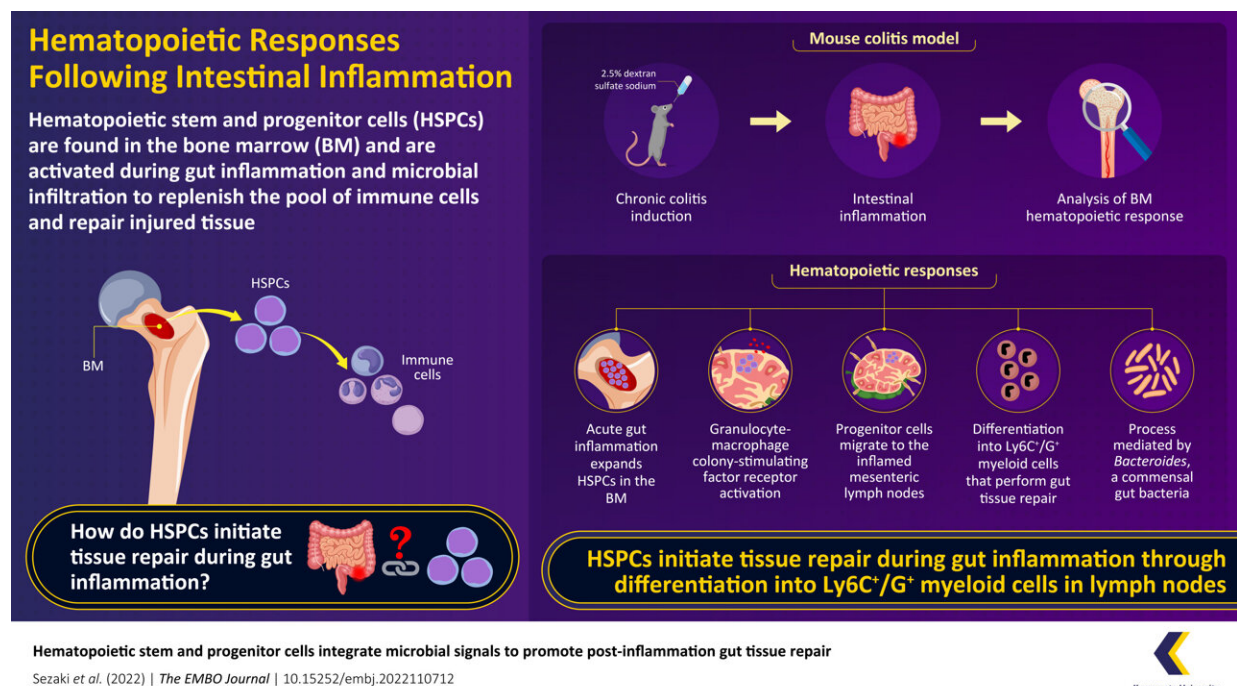 Hematopoietic Responses
Following Intestinal Inflammation
Hematopoietic stem and progenitor cells (HSPCs)
are found in the bone marrow (BM) and are
activated during gut inflammation and microbial
infiltration to replenish the pool of immune cells
and repair injured tissue
HSPCs
BM
Immune
cells
How do HSPCs initiate
tissue repair during gut
inflammation?
?
Mouse colitis model
2.5% dextran
sulfate sodium
Chronic colitis
induction
Intestinal
inflammation
Analysis of BM
hematopoietic response
Hematopoietic responses
Acute gut
inflammation
expands
HSPCs in the
BM
Granulocyte-
macrophage
colony-stimulating
factor receptor
activation
Progenitor cells
migrate to the
inflamed
mesenteric
lymph nodes
Differentiation
into Ly6C⁺/G⁺
myeloid cells
that perform gut
tissue repair
Process
mediated by
Bacteroides,
a commensal
gut bacteria
HSPCs initiate tissue repair during gut inflammation through
differentiation into Ly6C⁺/G⁺ myeloid cells in lymph nodes
Hematopoietic stem and progenitor cells integrate microbial signals to promote post-inflammation gut tissue repair
Sezaki et al. (2022) | The EMBO Journal | 10.15252/embj.2022110712